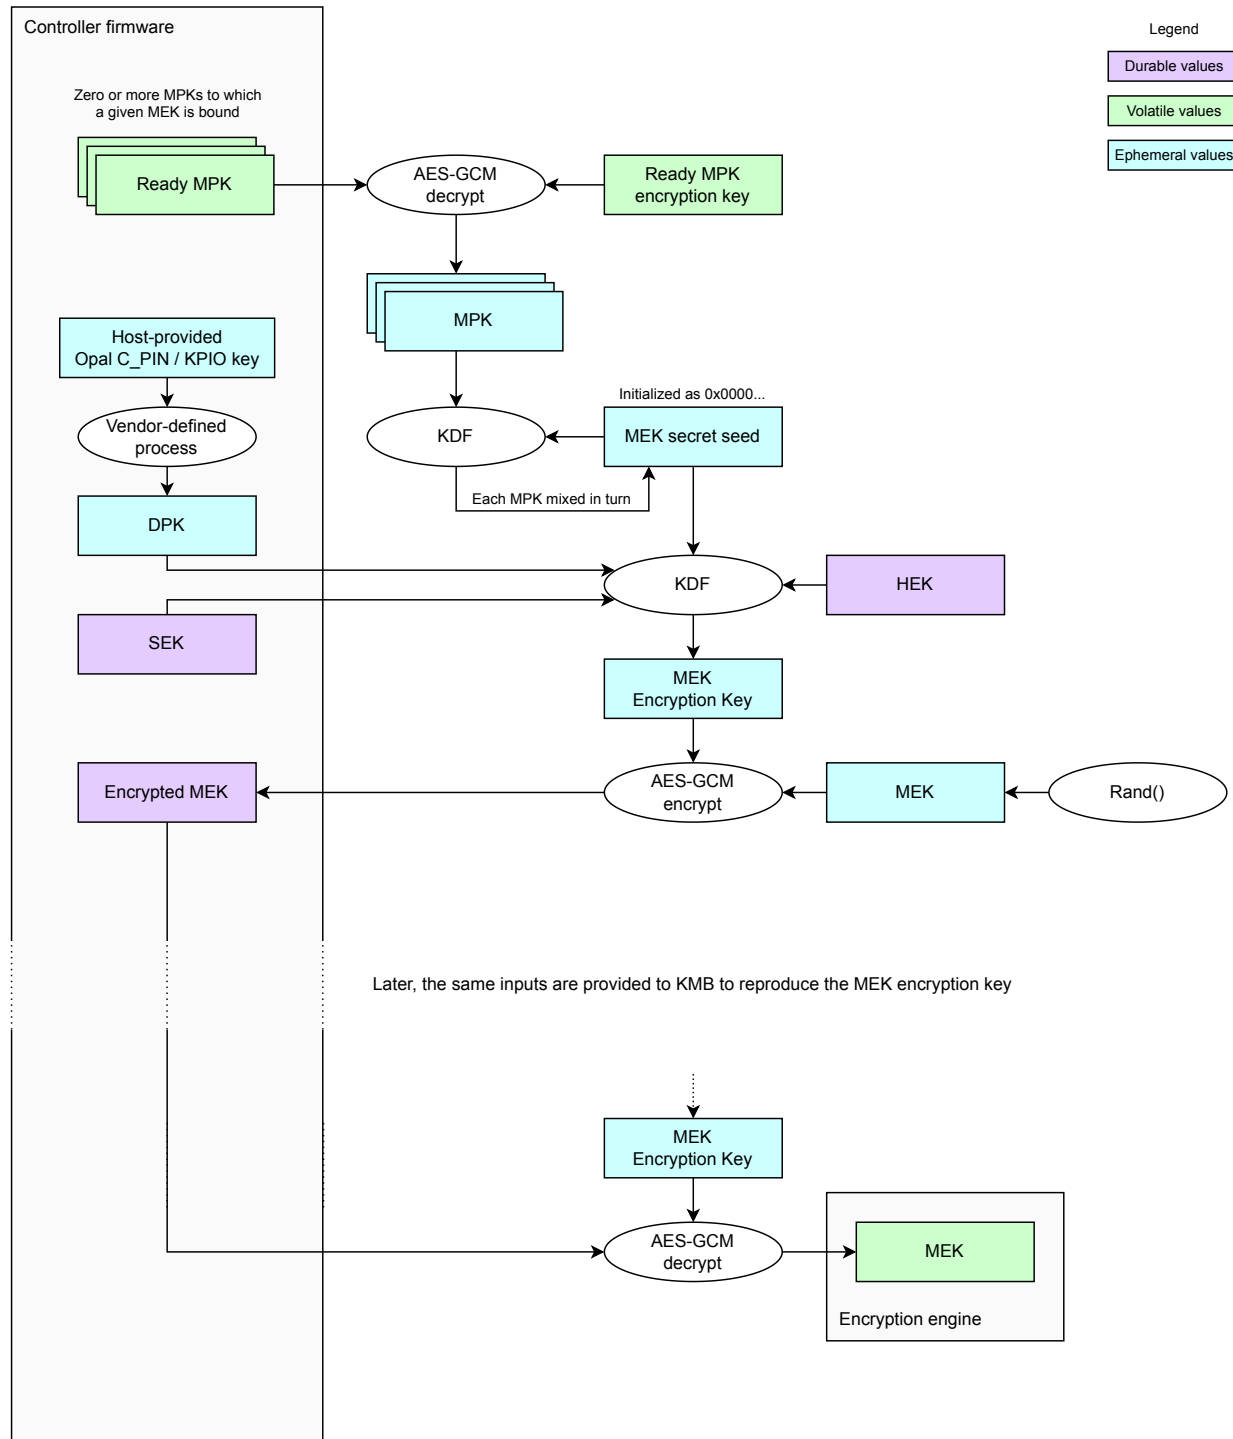 Controller firmware
Legend
Durable values
Volatile values
Ephemeral values
Zero or more MPKs to which
a given MEK is bound
Ready MPK
AES-GCM
decrypt
Ready MPK
encryption key
MPK
Host-provided
Opal C_PIN / KPIO key
Initialized as 0x0000...
Vendor-defined
process
KDF
MEK secret seed
Each MPK mixed in turn
DPK
KDF
HEK
SEK
MEK
Encryption Key
Encrypted MEK
AES-GCM
encrypt
MEK
Rand()
Later, the same inputs are provided to KMB to reproduce the MEK encryption key
MEK
Encryption Key
AES-GCM
decrypt
MEK
Encryption engine